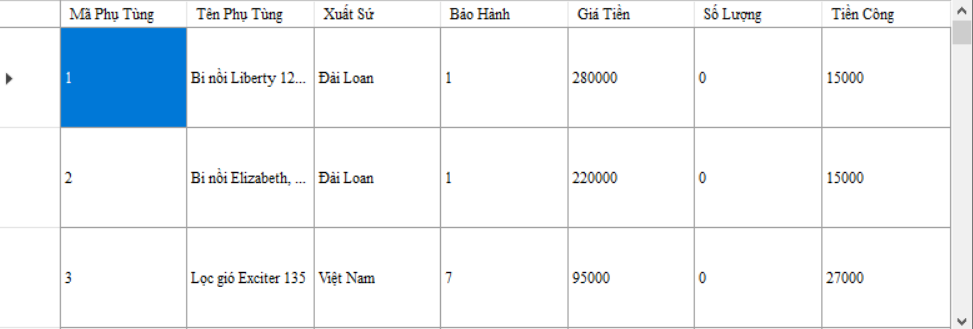 Mã Phụ Tùng Tên Phụ Tùng Xuất Sứ Bảo Hành Giá Tiền Số Lượng Tiền Công
1 Bi nồi Liberty 12... Đài Loan 1 280000 0 15000
2 Bi nồi Elizabeth, ... Đài Loan 1 220000 0 15000
3 Lọc gió Exciter 135 Việt Nam 7 95000 0 27000